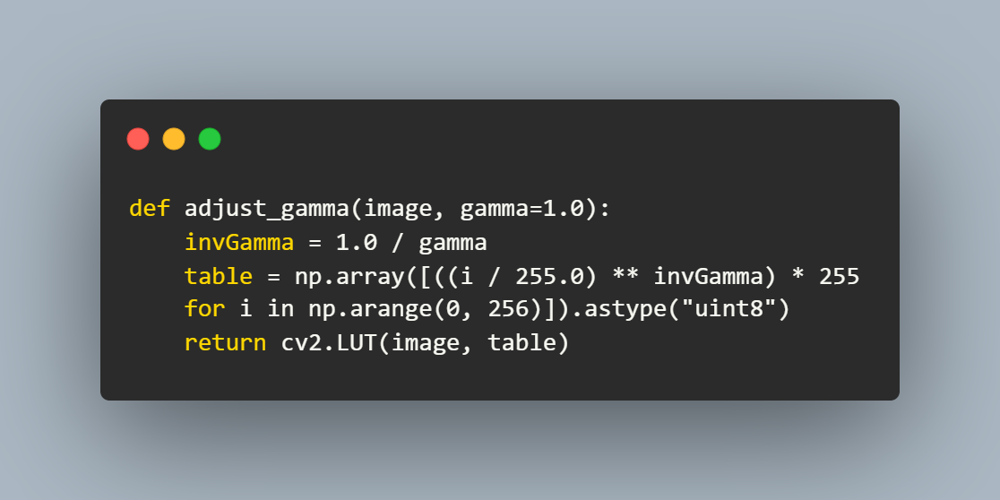 def adjust_gamma(image, gamma=1.0):
    invGamma = 1.0 / gamma
    table = np.array([((i / 255.0) ** invGamma) * 255
    for i in np.arange(0, 256)]).astype("uint8")
    return cv2.LUT(image, table)